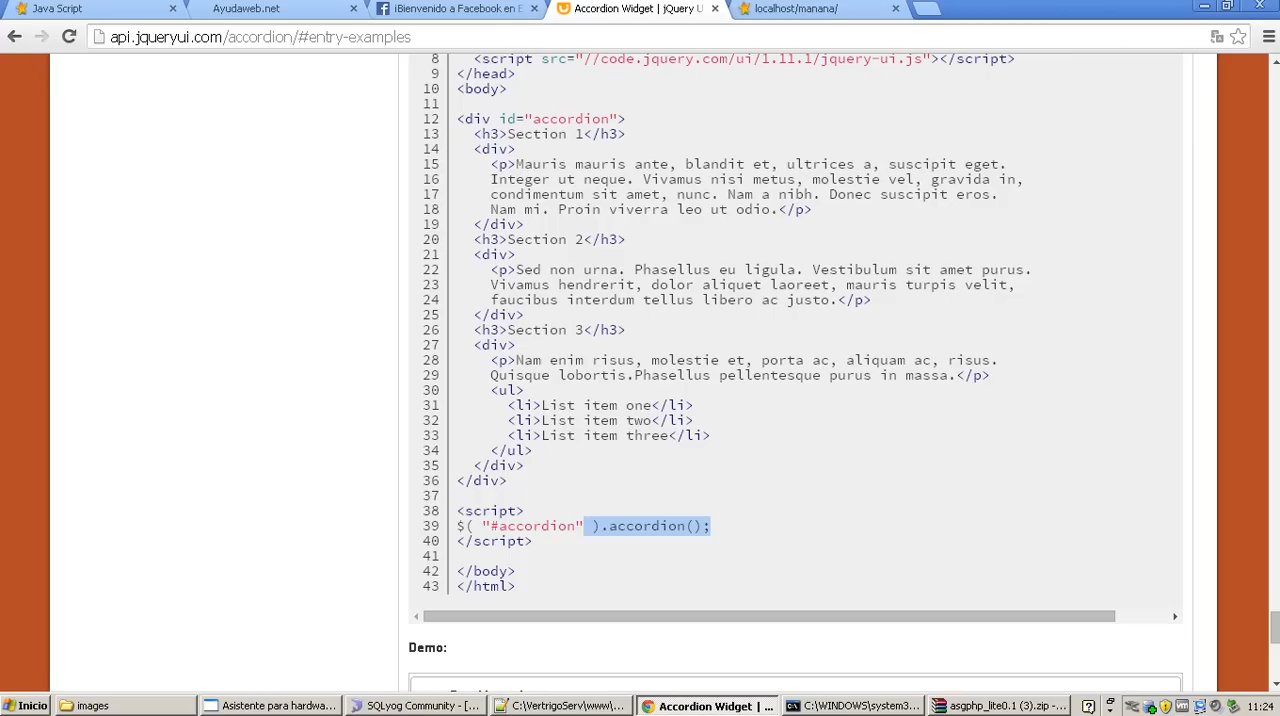 Java Script
Ayudaweb.net
¡Bienvenido a Facebook en E
Accordion Widget | jQuery U
localhost/manana/
api.jqueryui.com/accordion/#entry-examples
8 <script src="//code.jquery.com/ui/1.11.1/jquery-ui.js"></script>
9 </head>
10 <body>
11
12 <div id="accordion">
13 <h3>Section 1</h3>
14 <div>
15 <p>Mauris mauris ante, blandit et, ultrices a, suscipit eget.
16 Integer ut neque. Vivamus nisi metus, molestie vel, gravida in,
17 condimentum sit amet, nunc. Nam a nibh. Donec suscipit eros.
18 Nam mi. Proin viverra leo ut odio.</p>
19 </div>
20 <h3>Section 2</h3>
21 <div>
22 <p>Sed non urna. Phasellus eu ligula. Vestibulum sit amet purus.
23 Vivamus hendrerit, dolor aliquet laoreet, mauris turpis velit,
24 faucibus interdum tellus libero ac justo.</p>
25 </div>
26 <h3>Section 3</h3>
27 <div>
28 <p>Nam enim risus, molestie et, porta ac, aliquam ac, risus.
29 Quisque lobortis.Phasellus pellentesque purus in massa.</p>
30 <ul>
31 <li>List item one</li>
32 <li>List item two</li>
33 <li>List item three</li>
34 </ul>
35 </div>
36 </div>
37
38 <script>
39 $( "#accordion" ).accordion();
40 </script>
41
42 </body>
43 </html>
Demo:
Inicio
images
Asistente para hardwa...
SQLyog Community - ...
C:\VertrigoServ\www\...
Accordion Widget | ...
C:\WINDOWS\system3...
asgphp_lite0.1 (3).zip - ...
11:24